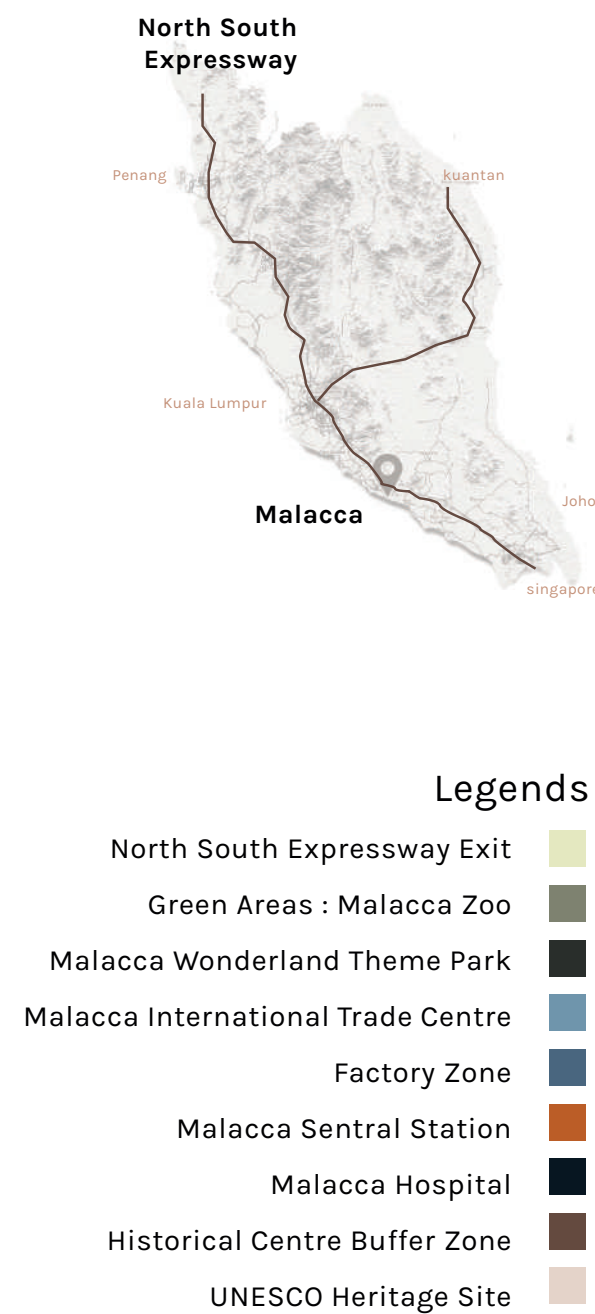 North South
Expressway
Penang
kuantan
Kuala Lumpur
Malacca
Joho
singapore
Legends
North South Expressway Exit
Green Areas : Malacca Zoo
Malacca Wonderland Theme Park
Malacca International Trade Centre
Factory Zone
Malacca Sentral Station
Malacca Hospital
Historical Centre Buffer Zone
UNESCO Heritage Site